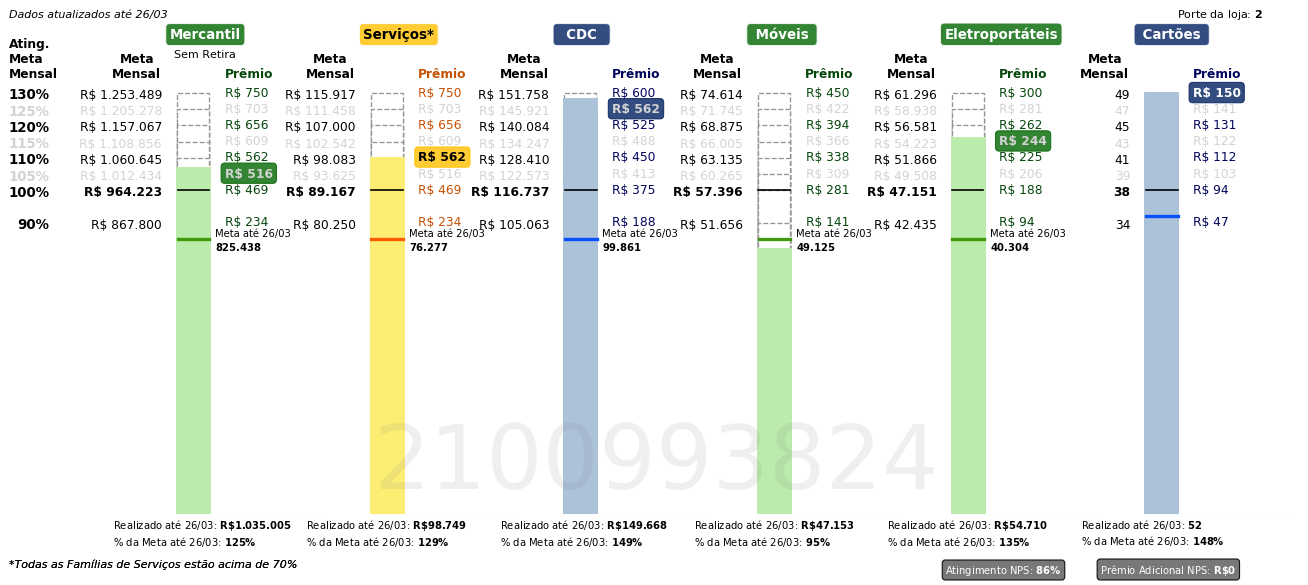 Dados atualizados até 26/03
Porte da loja: 2
Mercantil Serviços* CDC Móveis Eletroportáteis Cartões
Sem Retira
Ating. Meta Mensal
Meta Mensal Prêmio Meta Mensal Prêmio Meta Mensal Prêmio Meta Mensal Prêmio Meta Mensal Prêmio Meta Mensal Prêmio
130% R$ 1.253.489 R$ 750 R$ 115.917 R$ 750 R$ 151.758 R$ 600 R$ 74.614 R$ 450 R$ 61.296 R$ 300 49 R$ 150
125% R$ 1.205.278 R$ 703 R$ 111.458 R$ 703 R$ 145.921 R$ 562 R$ 71.745 R$ 422 R$ 58.938 R$ 281 47 R$ 141
120% R$ 1.157.067 R$ 656 R$ 107.000 R$ 656 R$ 140.084 R$ 525 R$ 68.875 R$ 394 R$ 56.581 R$ 262 45 R$ 131
115% R$ 1.108.856 R$ 609 R$ 102.542 R$ 609 R$ 134.247 R$ 488 R$ 66.005 R$ 366 R$ 54.223 R$ 244 43 R$ 122
110% R$ 1.060.645 R$ 562 R$ 98.083 R$ 562 R$ 128.410 R$ 450 R$ 63.135 R$ 338 R$ 51.866 R$ 225 41 R$ 112
105% R$ 1.012.434 R$ 516 R$ 93.625 R$ 516 R$ 122.573 R$ 413 R$ 60.265 R$ 309 R$ 49.508 R$ 206 39 R$ 103
100% R$ 964.223 R$ 469 R$ 89.167 R$ 469 R$ 116.737 R$ 375 R$ 57.396 R$ 281 R$ 47.151 R$ 188 38 R$ 94
90% R$ 867.800 R$ 234 R$ 80.250 R$ 234 R$ 105.063 R$ 188 R$ 51.656 R$ 141 R$ 42.435 R$ 94 34 R$ 47
Meta até 26/03 Meta até 26/03 Meta até 26/03 Meta até 26/03 Meta até 26/03
825.438 76.277 99.861 49.125 40.304
2100993824
Realizado até 26/03: R$1.035.005 Realizado até 26/03: R$98.749 Realizado até 26/03: R$149.668 Realizado até 26/03: R$47.153 Realizado até 26/03: R$54.710 Realizado até 26/03: 52
% da Meta até 26/03: 125% % da Meta até 26/03: 129% % da Meta até 26/03: 149% % da Meta até 26/03: 95% % da Meta até 26/03: 135% % da Meta até 26/03: 148%
*Todas as Famílias de Serviços estão acima de 70%
Atingimento NPS: 86% Prêmio Adicional NPS: R$0